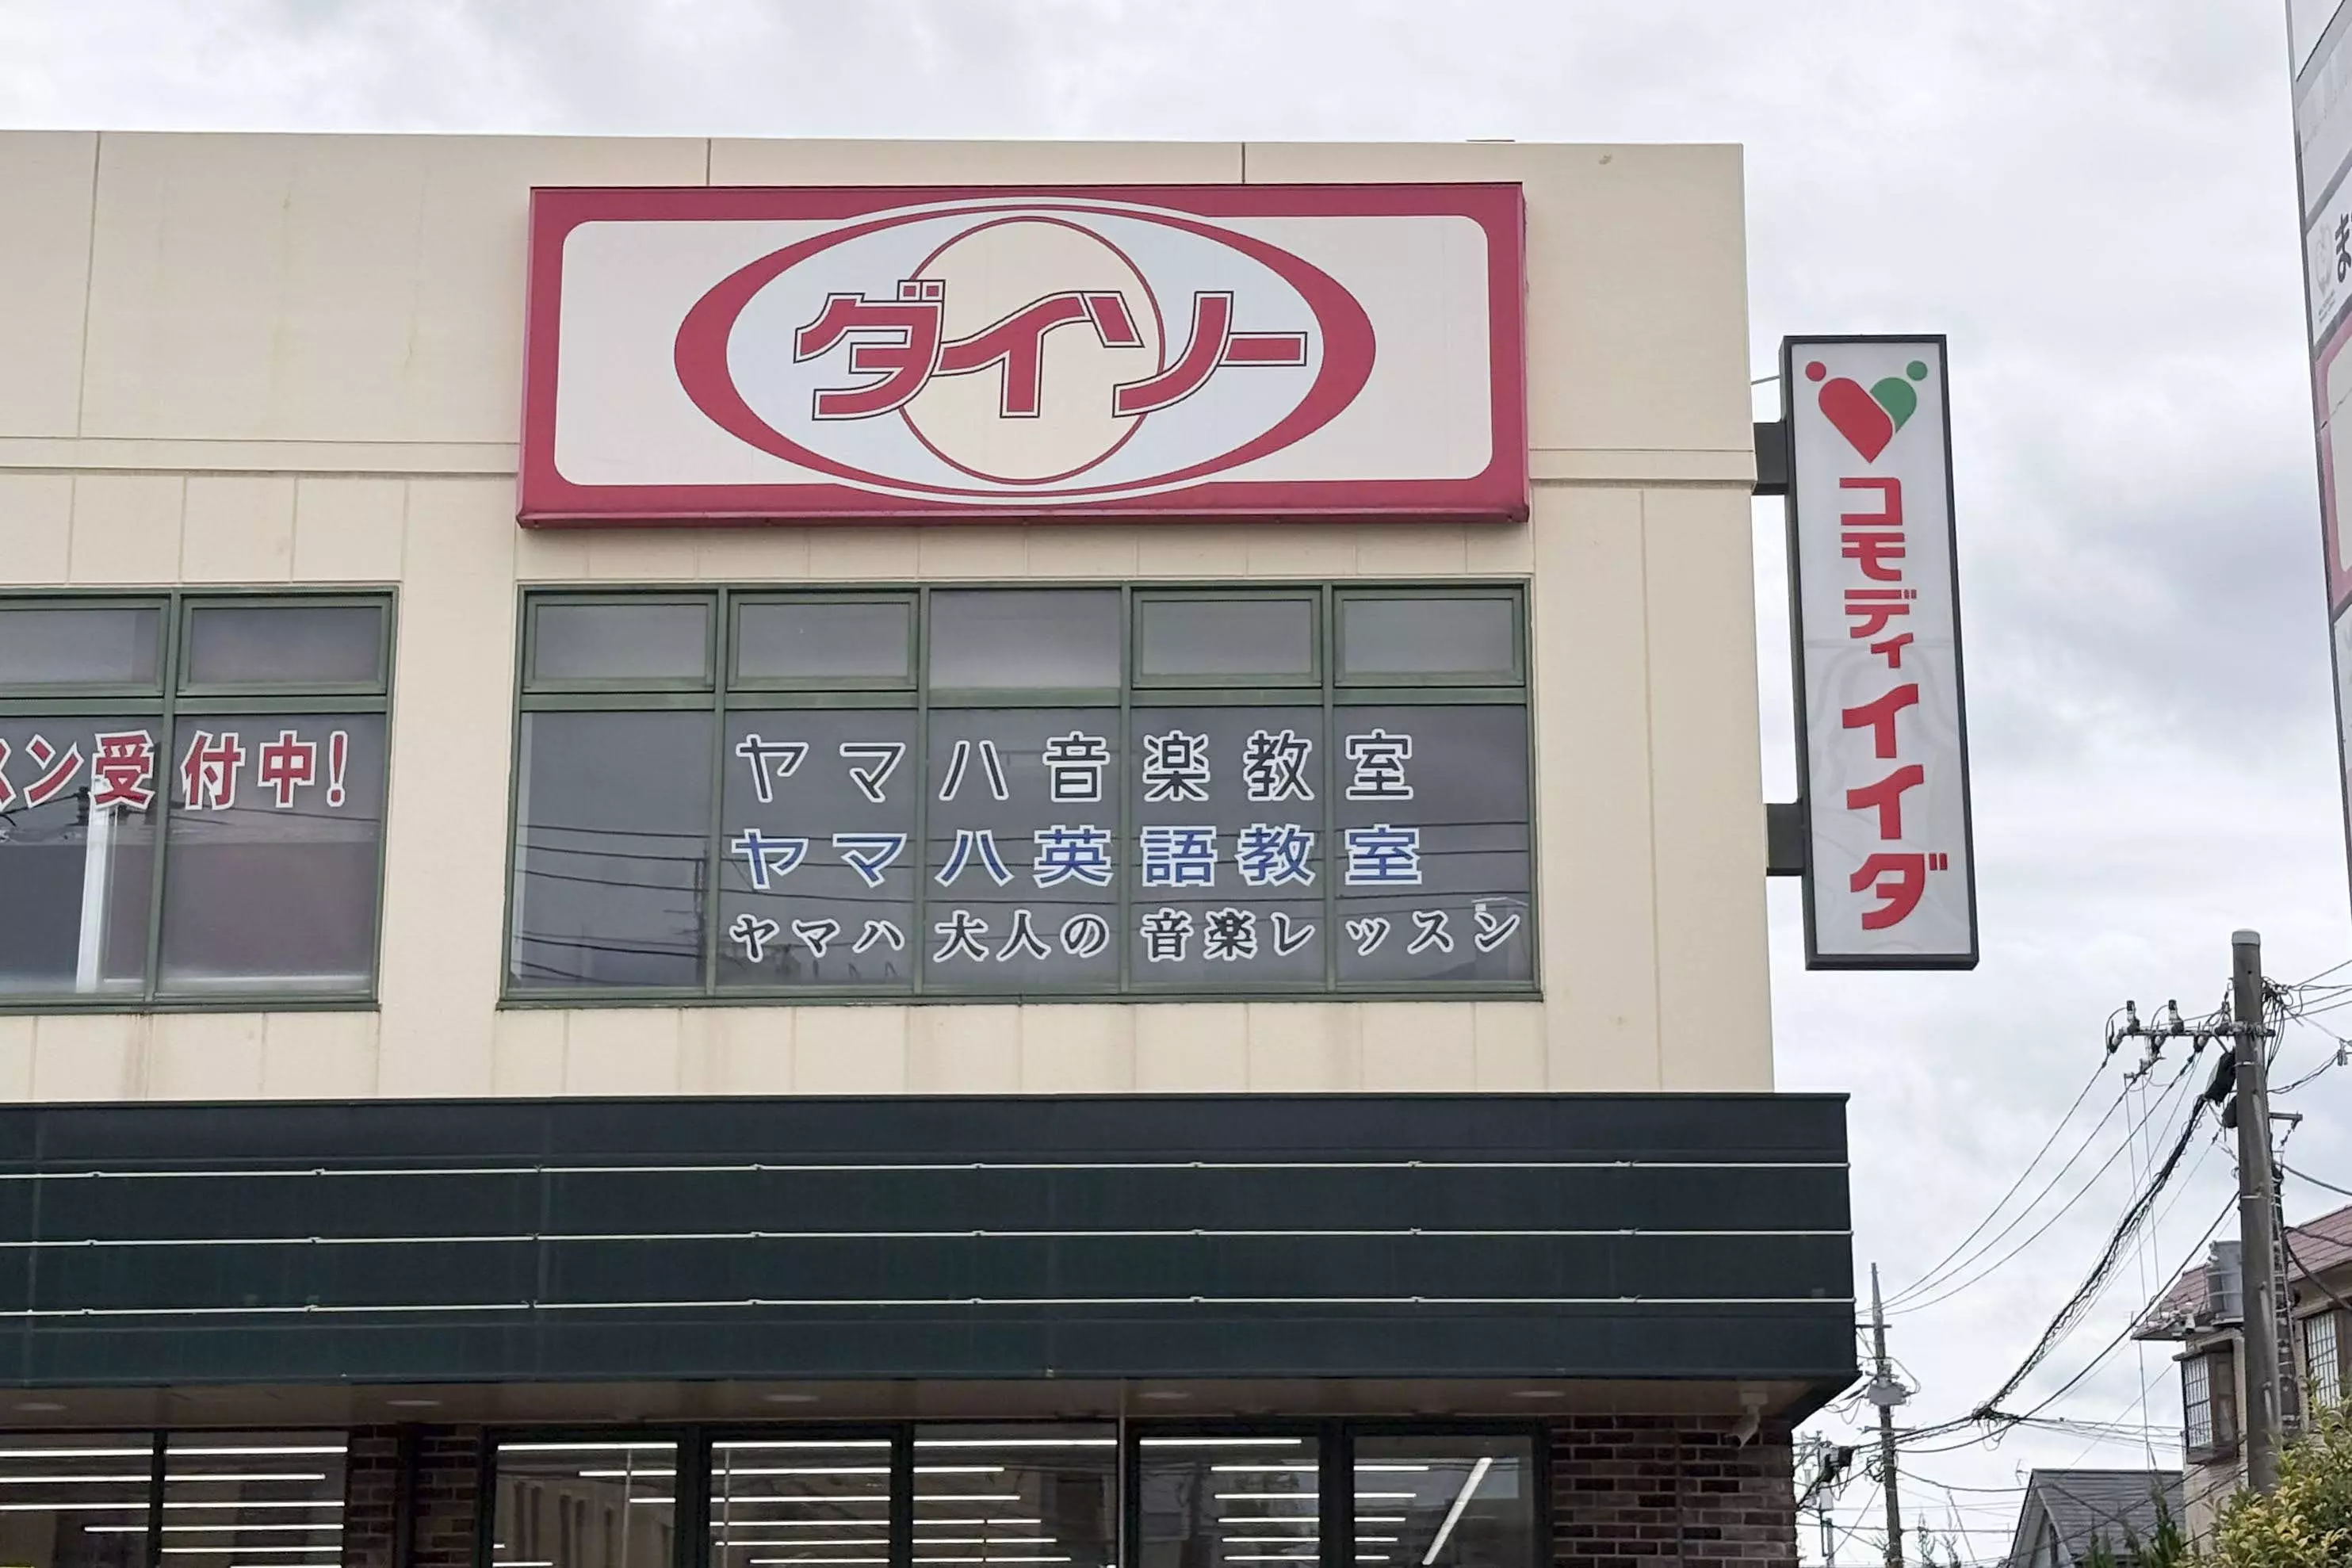 ダイソー
コモディイイダ
スン受付中!
ヤマハ音楽教室
ヤマハ英語教室
ヤマハ大人の音楽レッスン
ま